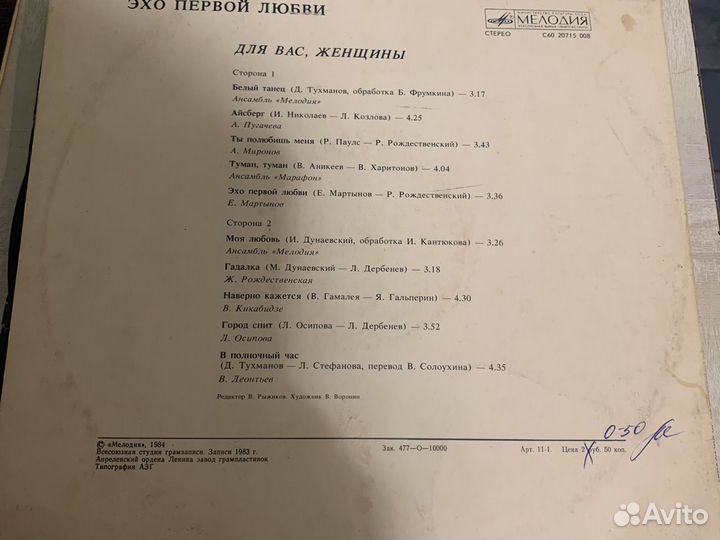 ЭХО ПЕРВОЙ ЛЮБВИ
МЕЛОДИЯ
СТЕРЕО
С60 20715 008
ДЛЯ ВАС, ЖЕНЩИНЫ
Сторона 1
Белый танец (Д. Тухманов, обработка Б. Фрумкина) — 3.17
Ансамбль «Мелодия»
Айсберг (И. Николаев — Л. Козлова) — 4.25
А. Пугачева
Ты полюбишь меня (Р. Паулс — Р. Рождественский) — 3.43
А. Миронов
Туман, туман (В. Аникеев — В. Харитонов) — 4.04
Ансамбль «Марафон»
Эхо первой любви (Е. Мартынов — Р. Рождественский) — 3.36
Е. Мартынов
Сторона 2
Моя любовь (И. Дунаевский, обработка И. Кантюкова) — 3.26
Ансамбль «Мелодия»
Гадалка (М. Дунаевский — Л. Дербенев) — 3.18
Ж. Рождественская
Наверно кажется (В. Гамалея — Я. Гальперин) — 4.30
В. Кикабидзе
Город спит (Л. Осипова — Л. Дербенев) — 3.52
Л. Осипова
В полночный час
(Д. Тухманов — Л. Стефанова, перевод В. Солоухина) — 4.35
В. Леонтьев
Редактор В. Рыжиков. Художник В. Воронин
0-50
© «Мелодия», 1984
Всесоюзная студия грамзаписи. Записи 1983 г.
Апрелевский ордена Ленина завод грампластинок
Типография АЗГ
Зак. 477—О—10000
Арт. 11-1. Цена 2 руб. 50 коп.
Avito